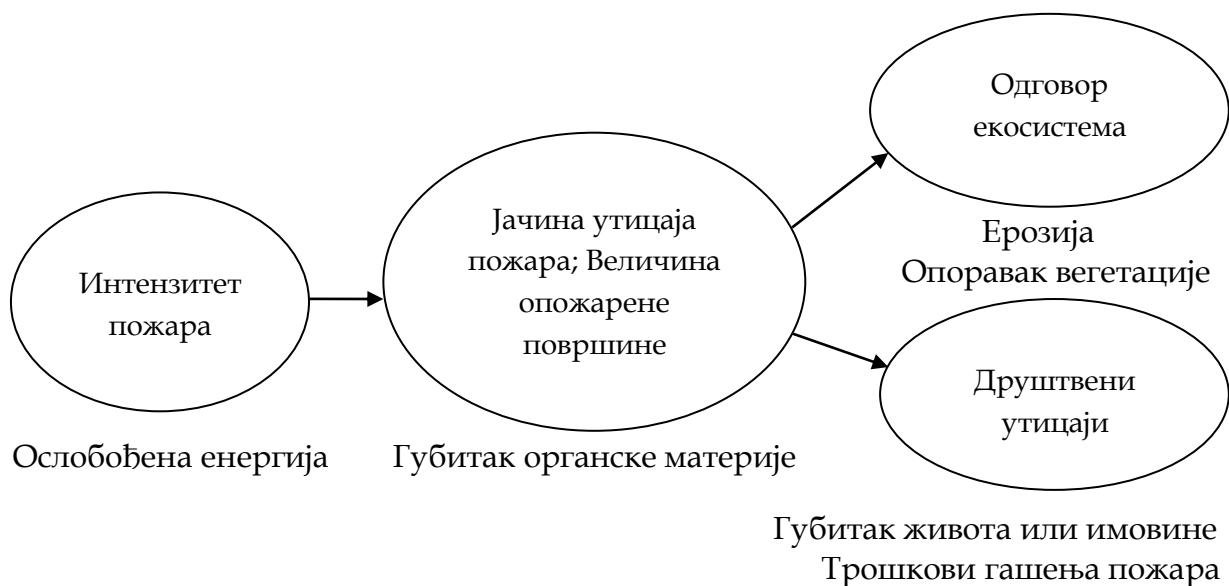 Интензитет
пожара
Ослобођена енергија
Јачина утицаја
пожара; Величина
опожарене
површине
Губитак органске материје
Одговор
екосистема
Ерозија
Опоравак вегетације
Друштвени
утицаји
Губитак живота или имовине
Трошкови гашења пожара